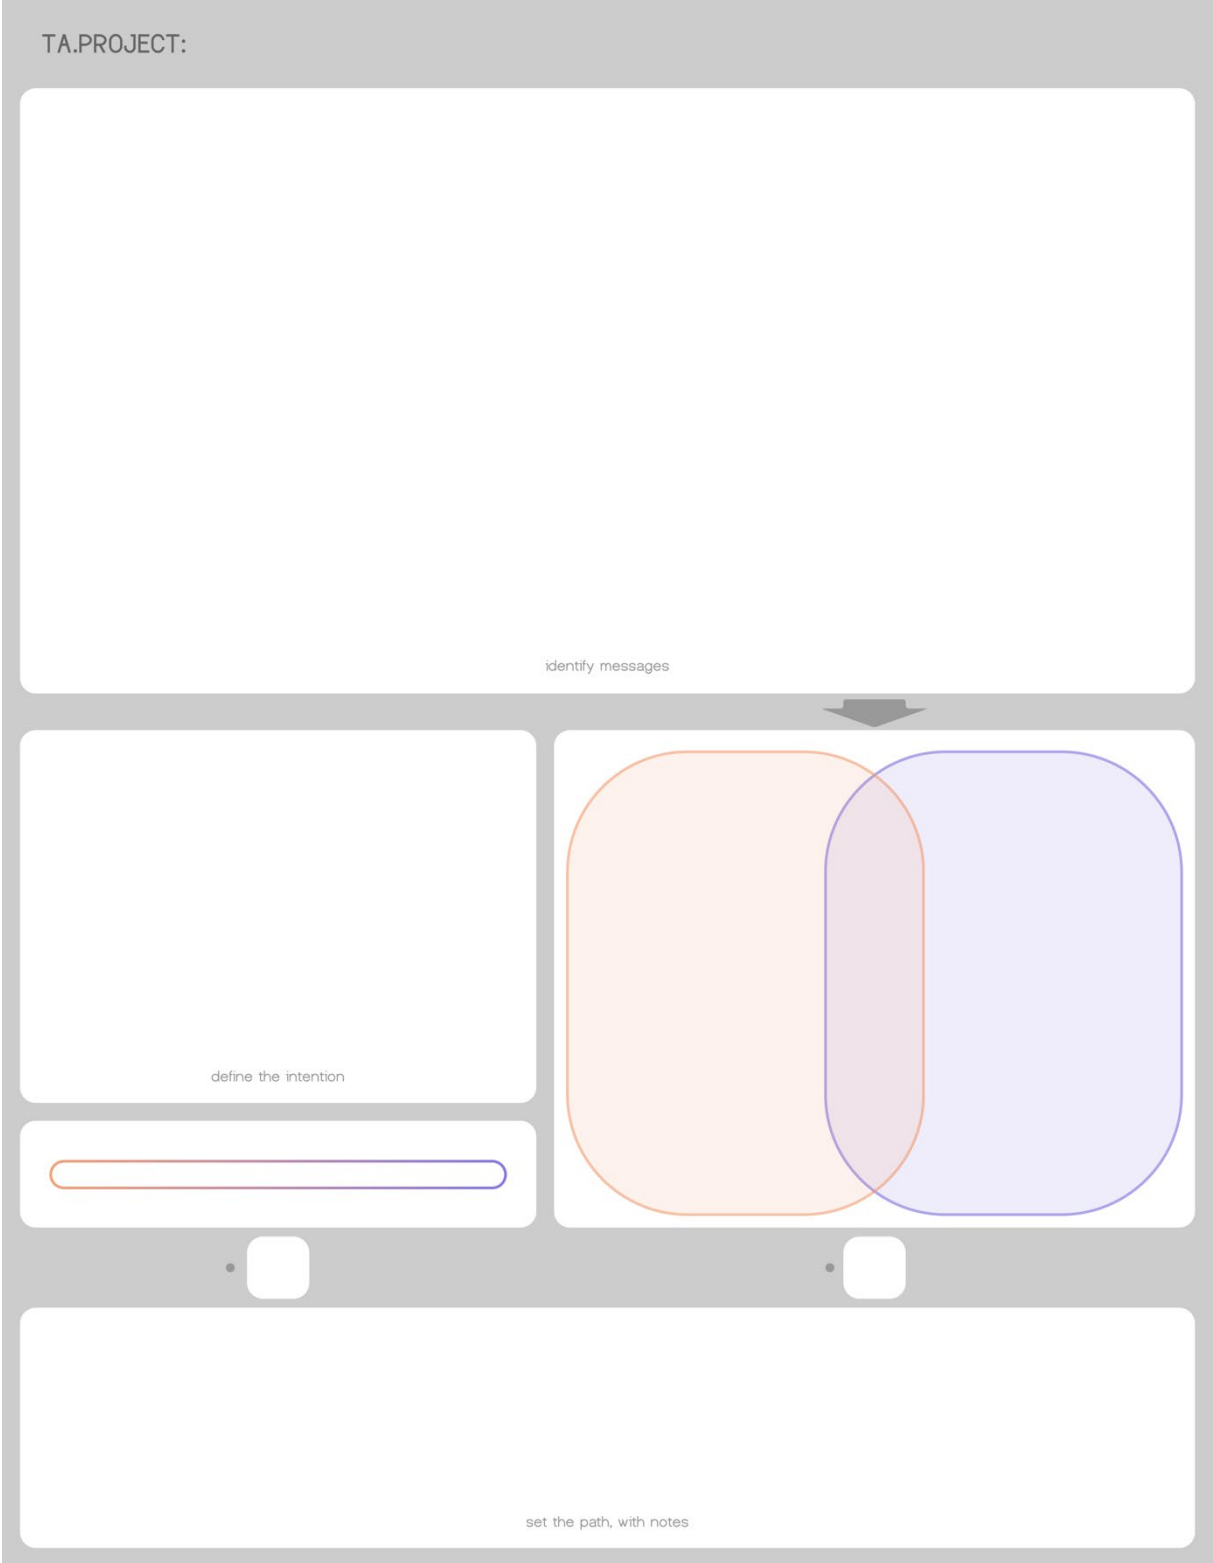 TA.PROJECT:
identify messages
define the intention
set the path, with notes